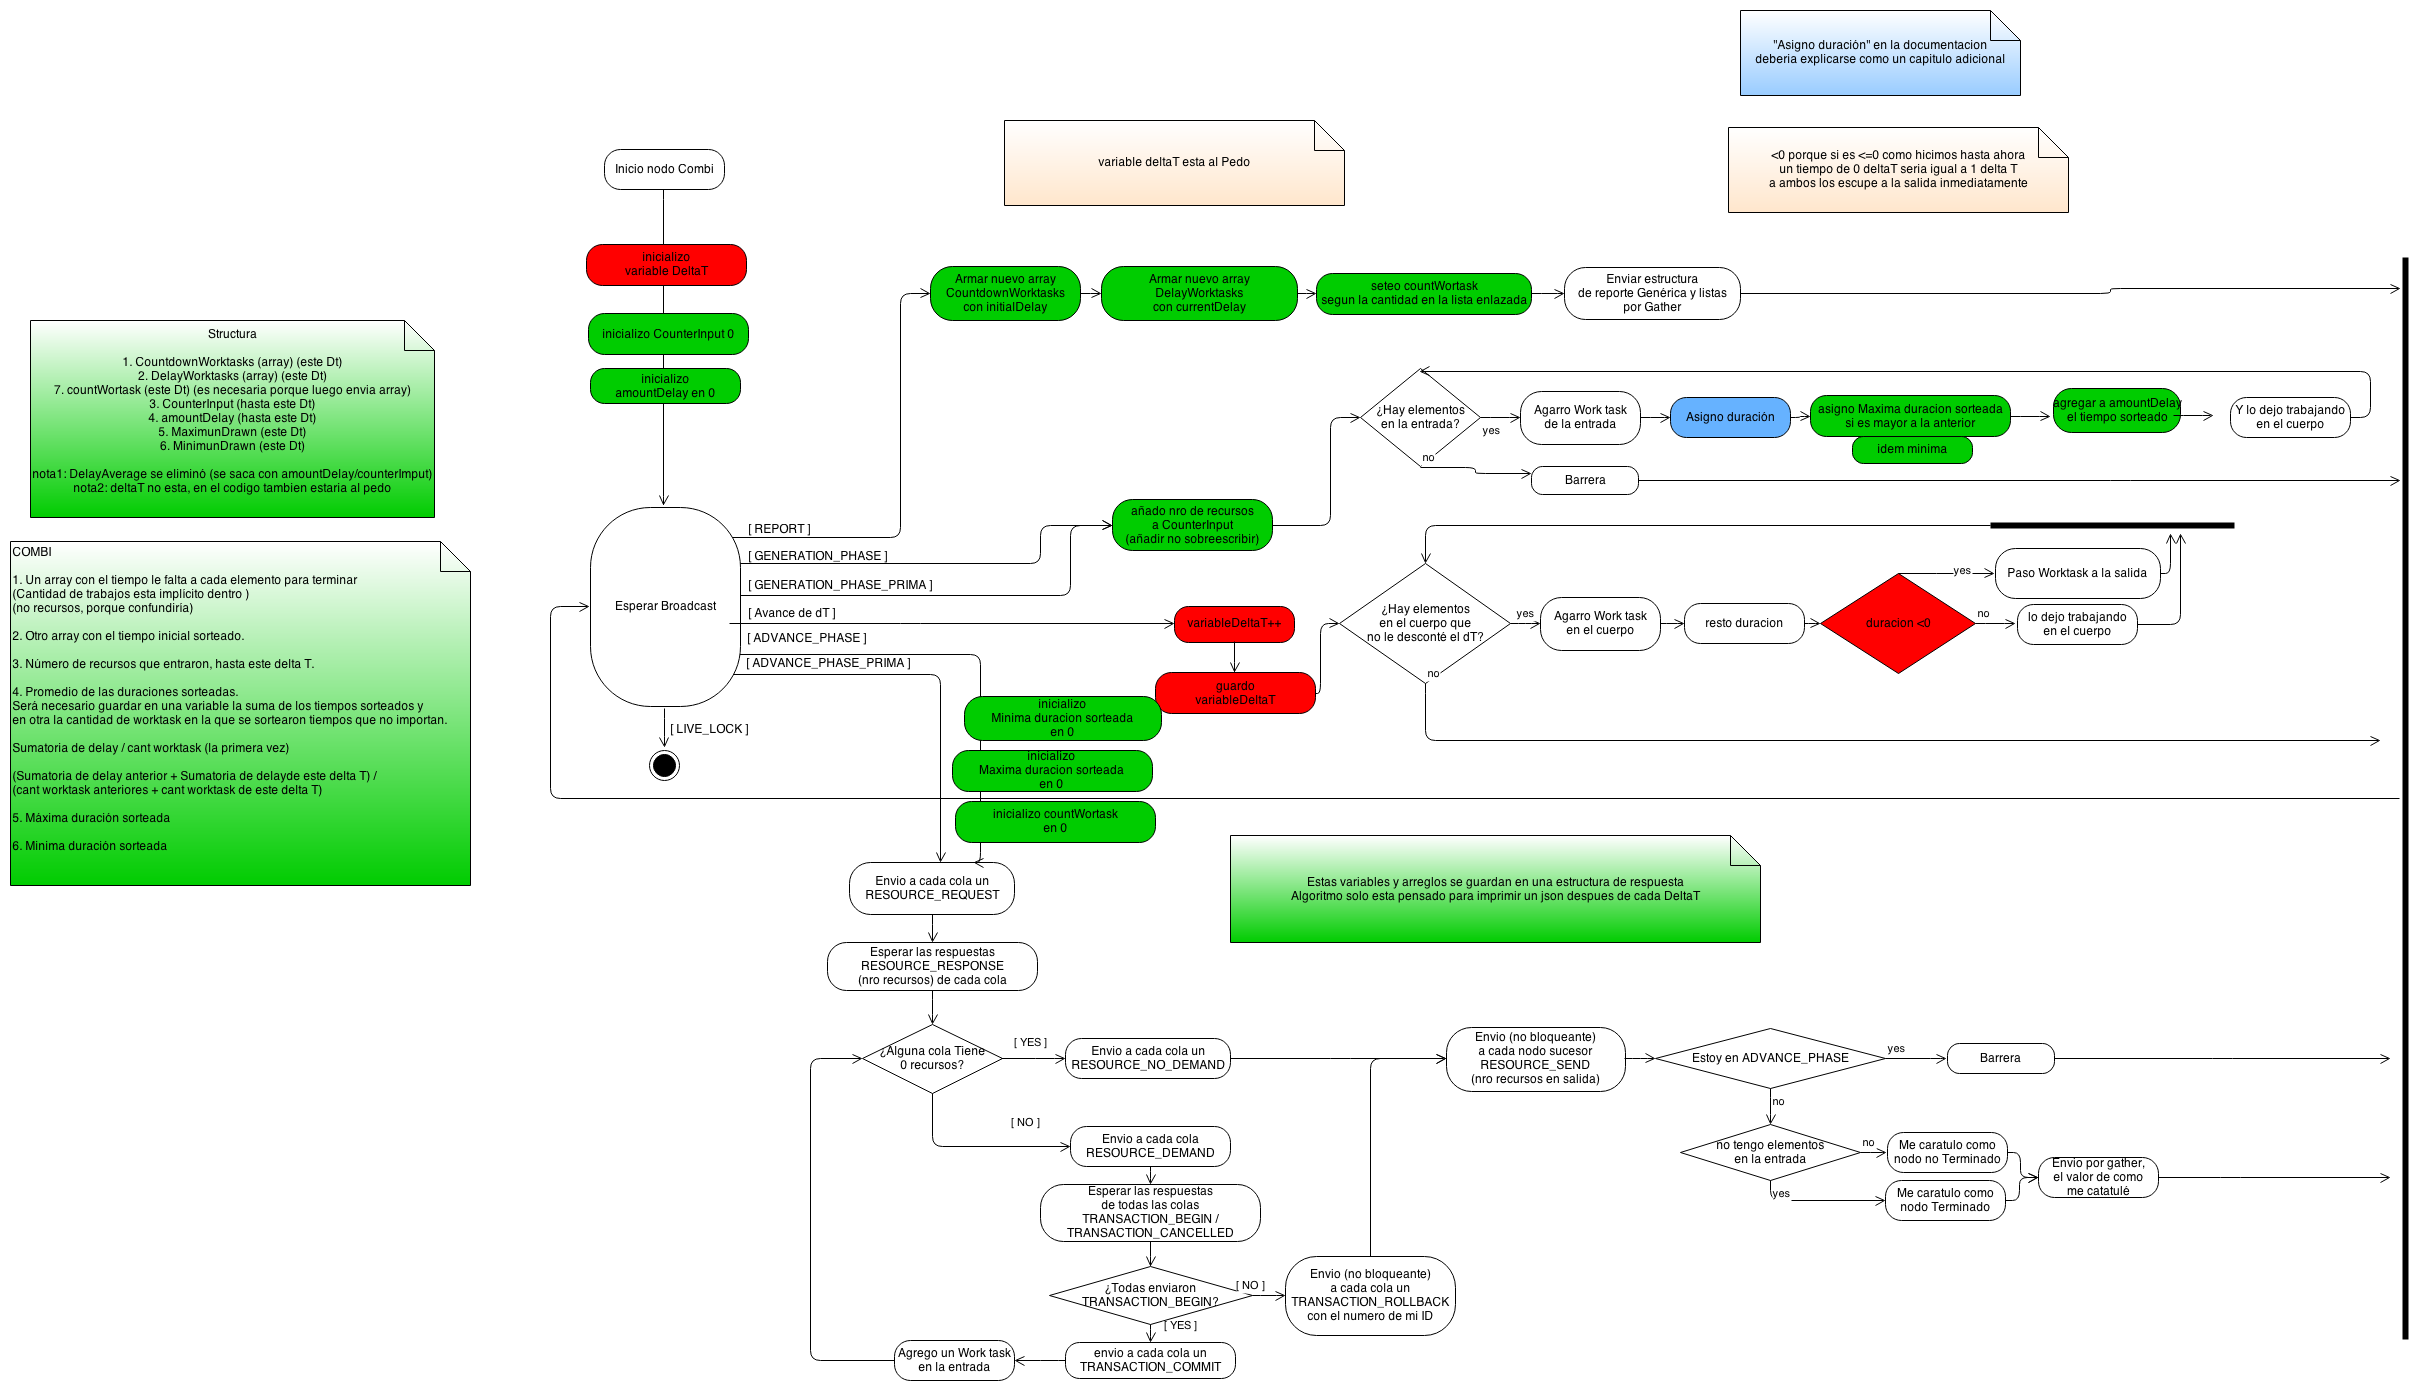 "Asigno duración" en la documentacion
deberia explicarse como un capitulo adicional
variable deltaT esta al Pedo
<0 porque si es <=0 como hicimos hasta ahora
un tiempo de 0 deltaT seria igual a 1 delta T
a ambos los escupe a la salida inmediatamente
Inicio nodo Combi
inicializo
variable DeltaT
inicializo CounterInput 0
inicializo
amountDelay en 0
Structura
1. CountdownWorktasks (array) (este Dt)
2. DelayWorktasks (array) (este Dt)
7. countWortask (este Dt) (es necesaria porque luego envia array)
3. CounterInput (hasta este Dt)
4. amountDelay (hasta este Dt)
5. MaximunDrawn (este Dt)
6. MinimunDrawn (este Dt)
nota1: DelayAverage se eliminó (se saca con amountDelay/counterImput)
nota2: deltaT no esta, en el codigo tambien estaria al pedo
COMBI
1. Un array con el tiempo le falta a cada elemento para terminar
(Cantidad de trabajos esta implícito dentro )
(no recursos, porque confundiria)
2. Otro array con el tiempo inicial sorteado.
3. Número de recursos que entraron, hasta este delta T.
4. Promedio de las duraciones sorteadas.
Será necesario guardar en una variable la suma de los tiempos sorteados y
en otra la cantidad de worktask en la que se sortearon tiempos que no importan.
Sumatoria de delay / cant worktask (la primera vez)
(Sumatoria de delay anterior + Sumatoria de delayde este delta T) /
(cant worktask anteriores + cant worktask de este delta T)
5. Máxima duración sorteada
6. Minima duración sorteada
Esperar Broadcast
[ REPORT ]
[ GENERATION_PHASE ]
[ GENERATION_PHASE_PRIMA ]
[ Avance de dT ]
[ ADVANCE_PHASE ]
[ ADVANCE_PHASE_PRIMA ]
[ LIVE_LOCK ]
Armar nuevo array
CountdownWorktasks
con initialDelay
Armar nuevo array
DelayWorktasks
con currentDelay
seteo countWortask
segun la cantidad en la lista enlazada
Enviar estructura
de reporte Genérica y listas
por Gather
añado nro de recursos
a CounterInput
(añadir no sobreescribir)
¿Hay elementos
en la entrada?
yes
no
Agarro Work task
de la entrada
Asigno duración
asigno Maxima duracion sorteada
si es mayor a la anterior
idem minima
agregar a amountDelay
el tiempo sorteado
Y lo dejo trabajando
en el cuerpo
Barrera
variableDeltaT++
guardo
variableDeltaT
¿Hay elementos
en el cuerpo que
no le desconté el dT?
yes
no
Agarro Work task
en el cuerpo
resto duracion
duracion <0
yes
no
Paso Worktask a la salida
lo dejo trabajando
en el cuerpo
inicializo
Minima duracion sorteada
en 0
inicializo
Maxima duracion sorteada
en 0
inicializo countWortask
en 0
Estas variables y arreglos se guardan en una estructura de respuesta
Algoritmo solo esta pensado para imprimir un json despues de cada DeltaT
Envio a cada cola un
RESOURCE_REQUEST
Esperar las respuestas
RESOURCE_RESPONSE
(nro recursos) de cada cola
¿Alguna cola Tiene
0 recursos?
[ YES ]
[ NO ]
Envio a cada cola un
RESOURCE_NO_DEMAND
Envio a cada cola
RESOURCE_DEMAND
Esperar las respuestas
de todas las colas
TRANSACTION_BEGIN /
TRANSACTION_CANCELLED
¿Todas enviaron
TRANSACTION_BEGIN?
[ NO ]
[ YES ]
Envio (no bloqueante)
a cada cola un
TRANSACTION_ROLLBACK
con el numero de mi ID
envio a cada cola un
TRANSACTION_COMMIT
Agrego un Work task
en la entrada
Envio (no bloqueante)
a cada nodo sucesor
RESOURCE_SEND
(nro recursos en salida)
Estoy en ADVANCE_PHASE
yes
no
Barrera
no tengo elementos
en la entrada
no
yes
Me caratulo como
nodo no Terminado
Me caratulo como
nodo Terminado
Envio por gather,
el valor de como
me catatulé